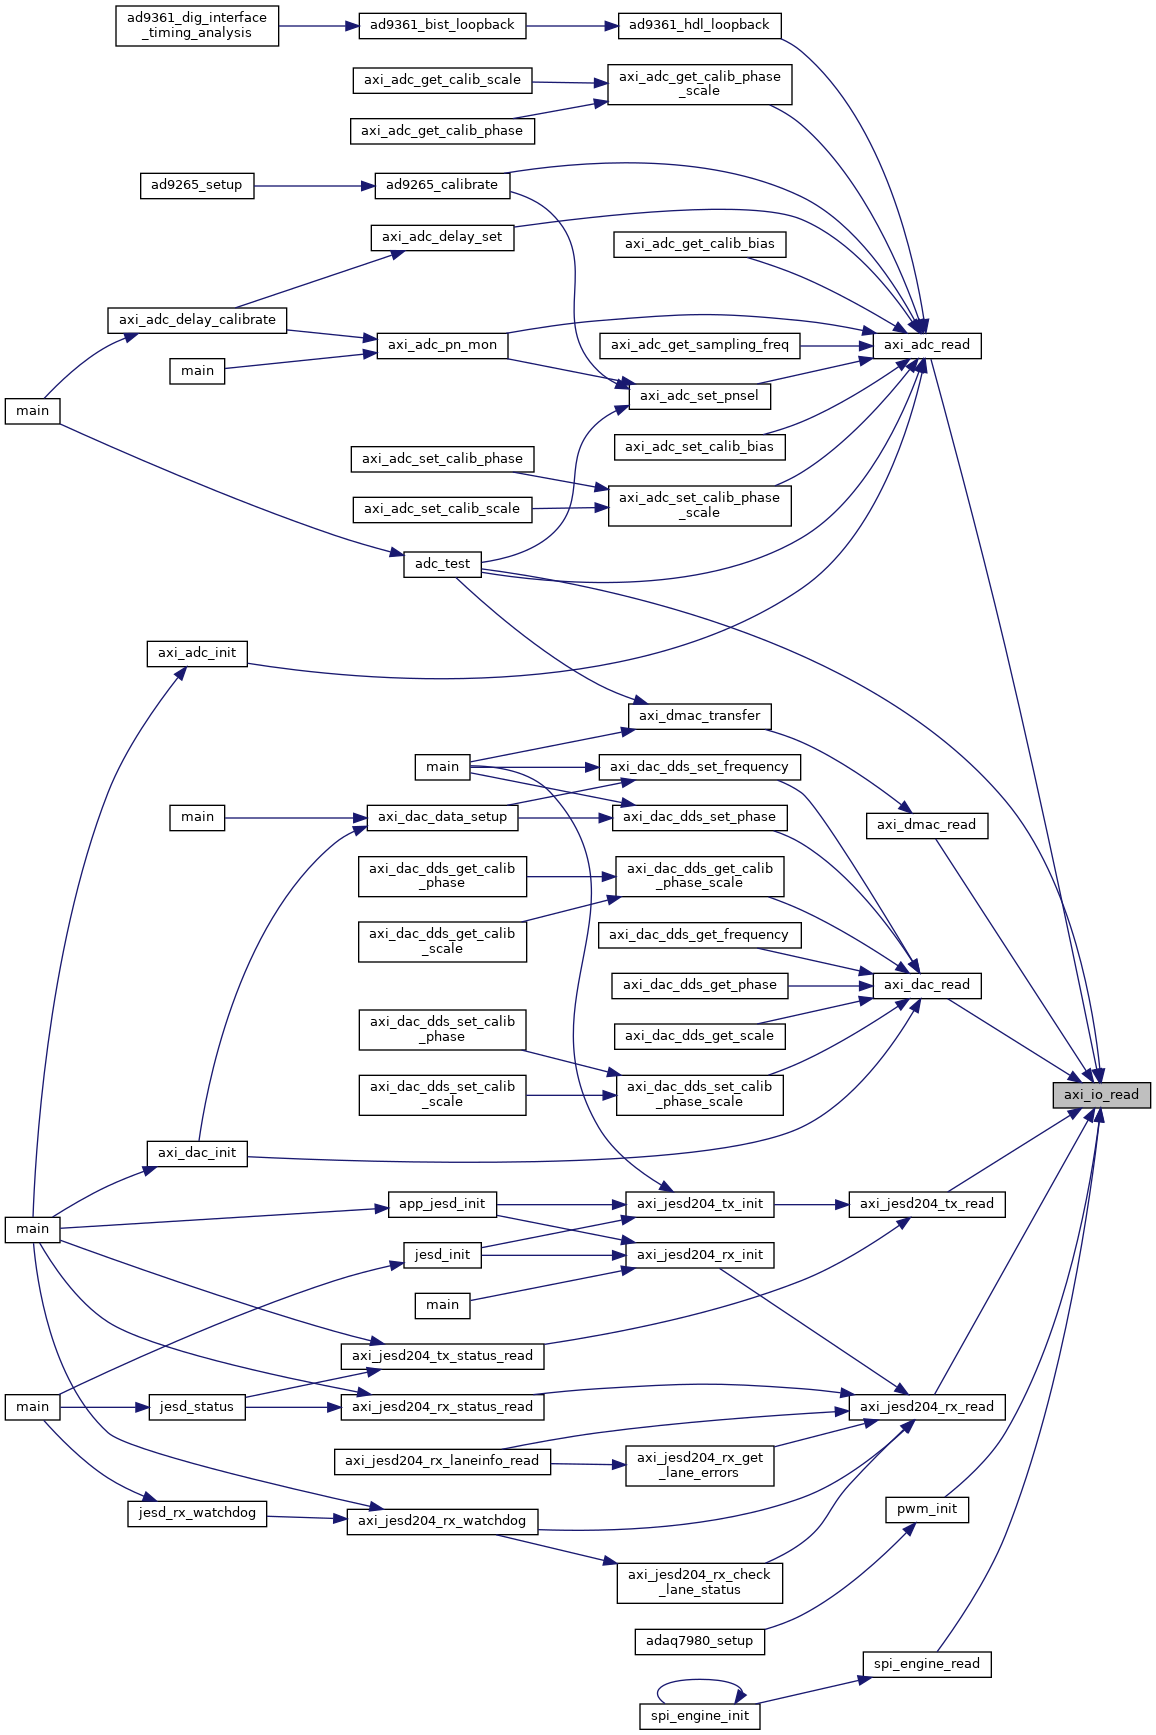 ad9361_dig_interface
_timing_analysis
ad9361_bist_loopback
ad9361_hdl_loopback
axi_adc_get_calib_scale
axi_adc_get_calib_phase
_scale
axi_adc_get_calib_phase
ad9265_setup
ad9265_calibrate
axi_adc_delay_set
axi_adc_get_calib_bias
axi_adc_delay_calibrate
axi_adc_pn_mon
axi_adc_get_sampling_freq
axi_adc_read
main
main
axi_adc_set_pnsel
axi_adc_set_calib_bias
axi_adc_set_calib_phase
axi_adc_set_calib_phase
_scale
axi_adc_set_calib_scale
adc_test
axi_adc_init
axi_dmac_transfer
main
axi_dac_dds_set_frequency
main
axi_dac_data_setup
axi_dac_dds_set_phase
axi_dmac_read
axi_dac_dds_get_calib
_phase
axi_dac_dds_get_calib
_phase_scale
axi_dac_dds_get_calib
_scale
axi_dac_dds_get_frequency
axi_dac_dds_get_phase
axi_dac_read
axi_dac_dds_set_calib
_phase
axi_dac_dds_get_scale
axi_dac_dds_set_calib
_scale
axi_dac_dds_set_calib
_phase_scale
axi_io_read
axi_dac_init
main
app_jesd_init
axi_jesd204_tx_init
axi_jesd204_tx_read
jesd_init
axi_jesd204_rx_init
main
axi_jesd204_tx_status_read
main
jesd_status
axi_jesd204_rx_status_read
axi_jesd204_rx_read
axi_jesd204_rx_laneinfo_read
axi_jesd204_rx_get
_lane_errors
jesd_rx_watchdog
axi_jesd204_rx_watchdog
pwm_init
axi_jesd204_rx_check
_lane_status
adaq7980_setup
spi_engine_read
spi_engine_init